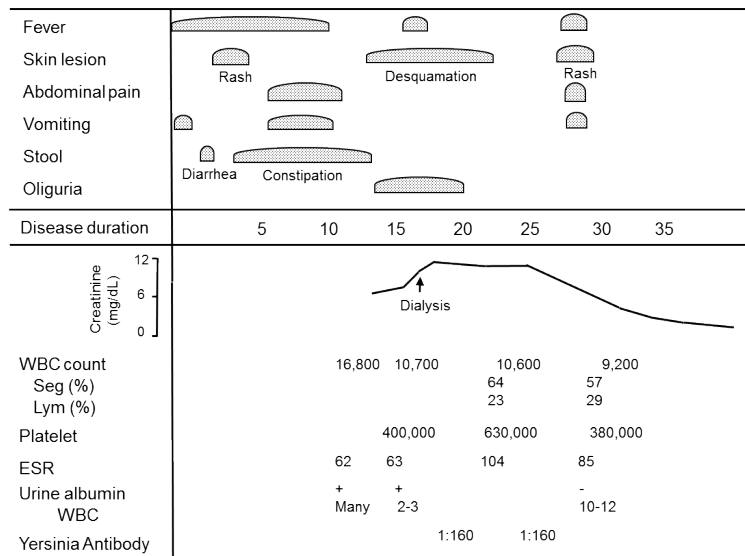 Fever
Skin lesion
Rash
Desquamation
Rash
Abdominal pain
Vomiting
Stool
Diarrhea
Constipation
Oliguria
Disease duration 5 10 15 20 25 30 35
Creatinine
(mg/dL)
12
6
0
Dialysis
WBC count 16,800 10,700 10,600 9,200
Seg (%) 64 57
Lym (%) 23 29
Platelet 400,000 630,000 380,000
ESR 62 63 104 85
Urine albumin + + -
WBC Many 2-3 10-12
Yersinia Antibody 1:160 1:160